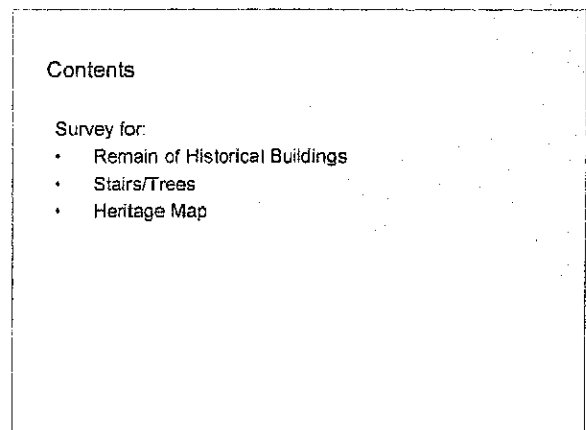 Contents
Survey for:
• Remain of Historical Buildings
• Stairs/Trees
• Heritage Map